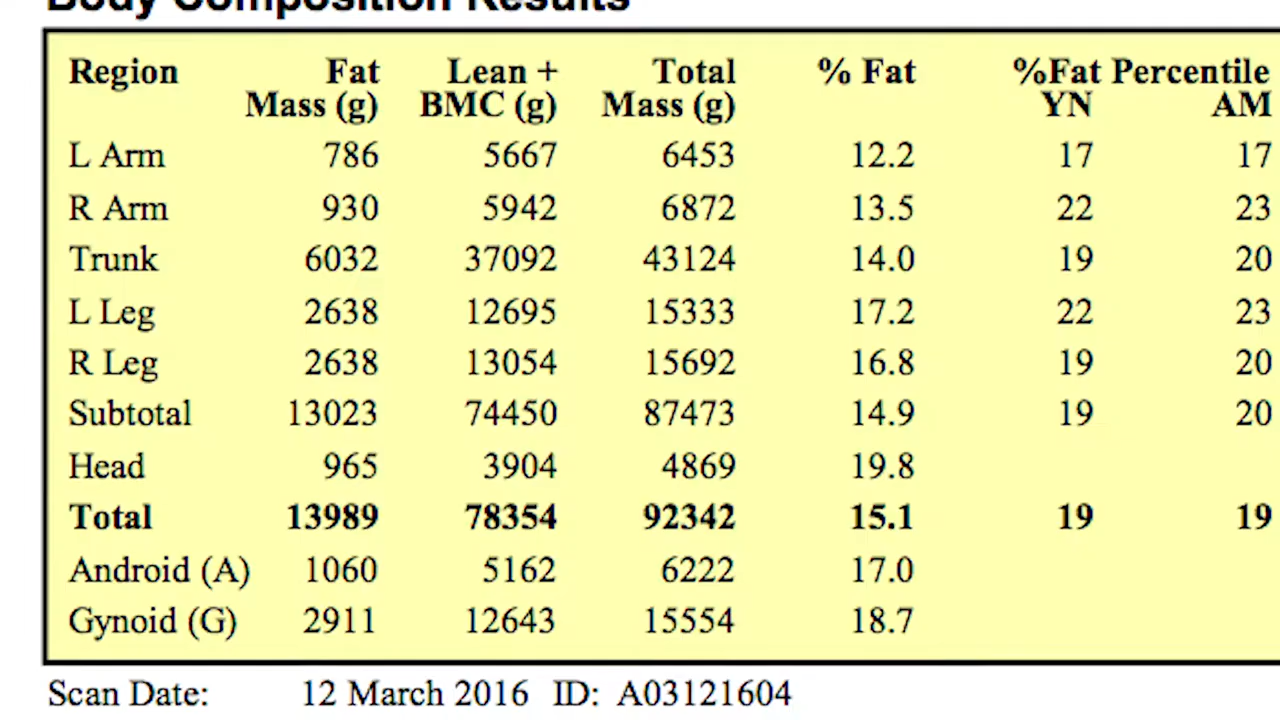 Body Composition Results
Region Fat Lean + Total % Fat %Fat Percentile
Mass (g) BMC (g) Mass (g) YN AM
L Arm 786 5667 6453 12.2 17 17
R Arm 930 5942 6872 13.5 22 23
Trunk 6032 37092 43124 14.0 19 20
L Leg 2638 12695 15333 17.2 22 23
R Leg 2638 13054 15692 16.8 19 20
Subtotal 13023 74450 87473 14.9 19 20
Head 965 3904 4869 19.8
Total 13989 78354 92342 15.1 19 19
Android (A) 1060 5162 6222 17.0
Gynoid (G) 2911 12643 15554 18.7
Scan Date: 12 March 2016 ID: A03121604